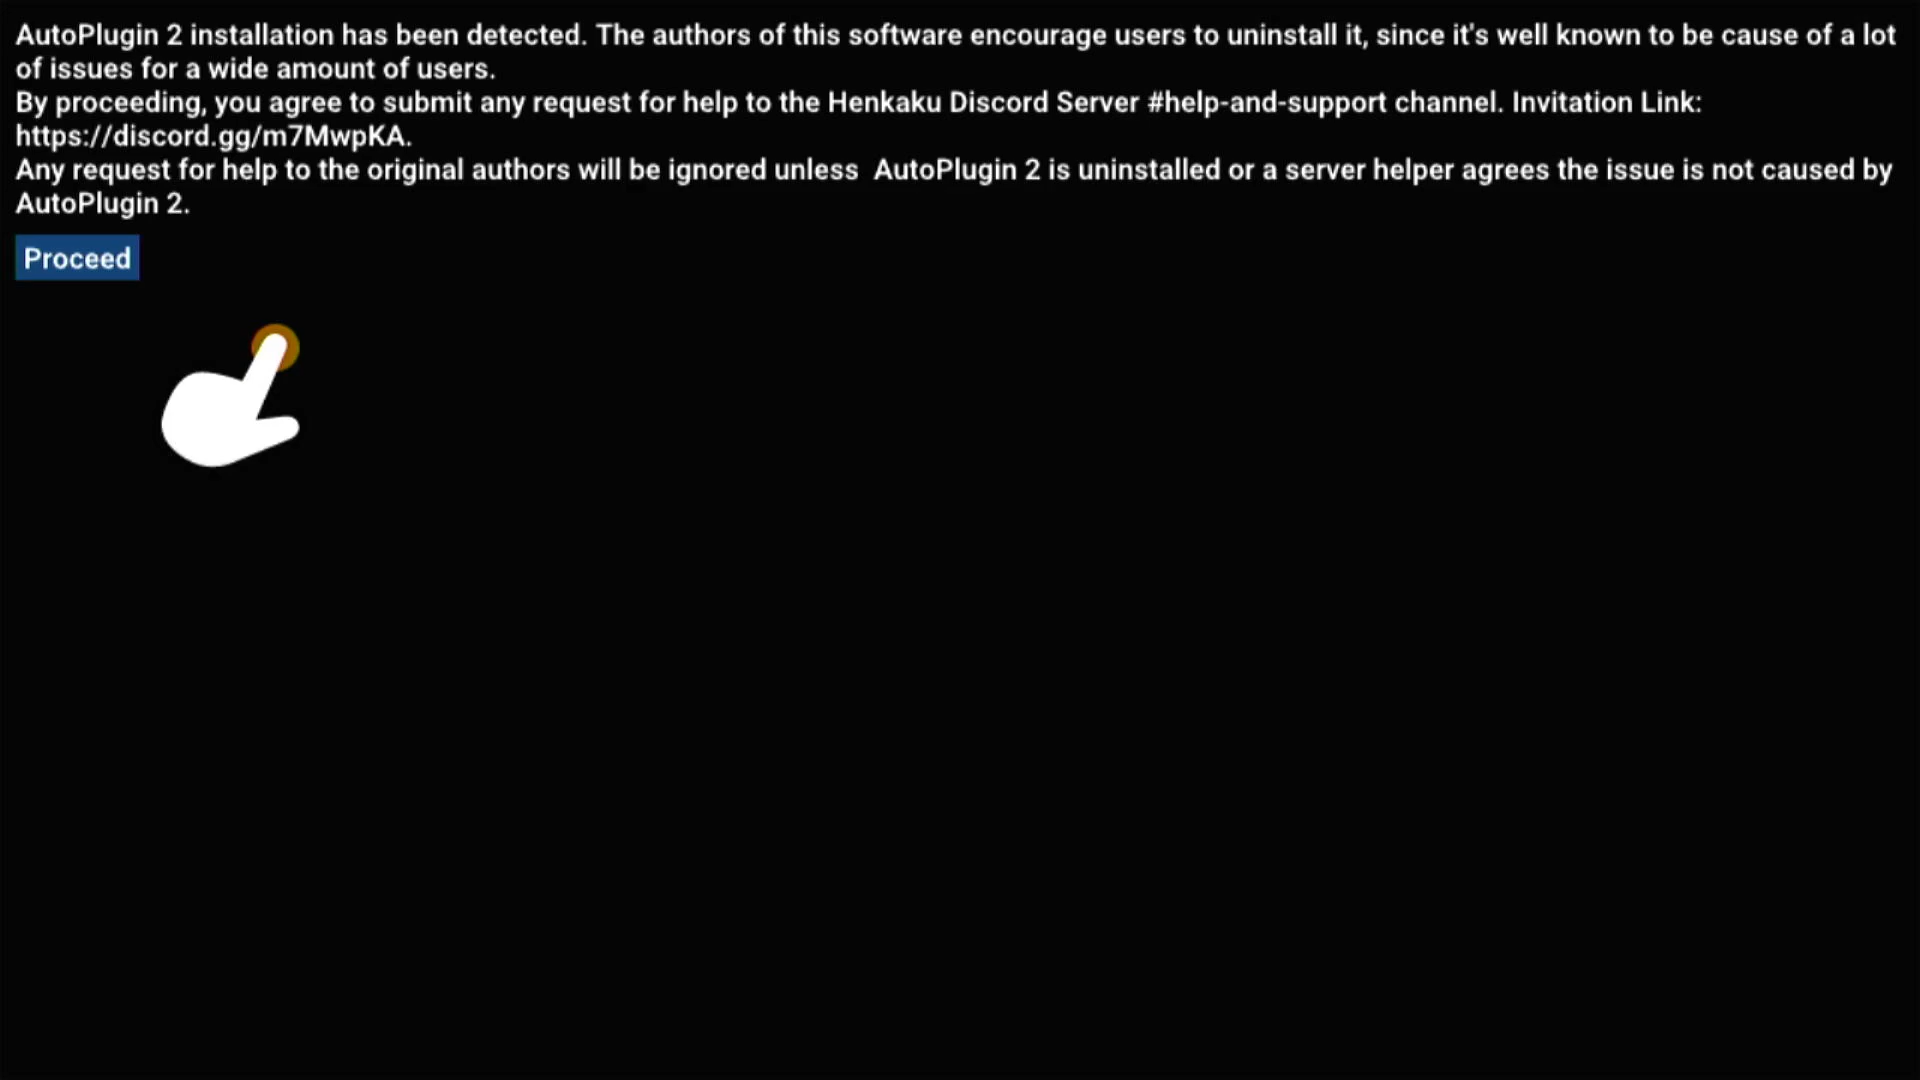 AutoPlugin 2 installation has been detected. The authors of this software encourage users to uninstall it, since it's well known to be cause of a lot
of issues for a wide amount of users.
By proceeding, you agree to submit any request for help to the Henkaku Discord Server #help-and-support channel. Invitation Link:
https://discord.gg/m7MwpKA.
Any request for help to the original authors will be ignored unless  AutoPlugin 2 is uninstalled or a server helper agrees the issue is not caused by
AutoPlugin 2.
Proceed